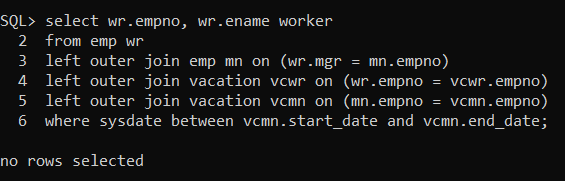 SQL> select wr.empno, wr.ename worker
2 from emp wr
3 left outer join emp mn on (wr.mgr = mn.empno)
4 left outer join vacation vcwr on (wr.empno = vcwr.empno)
5 left outer join vacation vcmn on (mn.empno = vcmn.empno)
6 where sysdate between vcmn.start_date and vcmn.end_date;
no rows selected